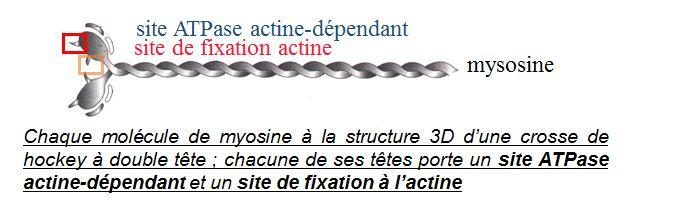 site ATPase actine-dépendant
site de fixation actine
mysosine
Chaque molécule de myosine à la structure 3D d’une crosse de
hockey à double tête ; chacune de ses têtes porte un site ATPase
actine-dépendant et un site de fixation à l’actine